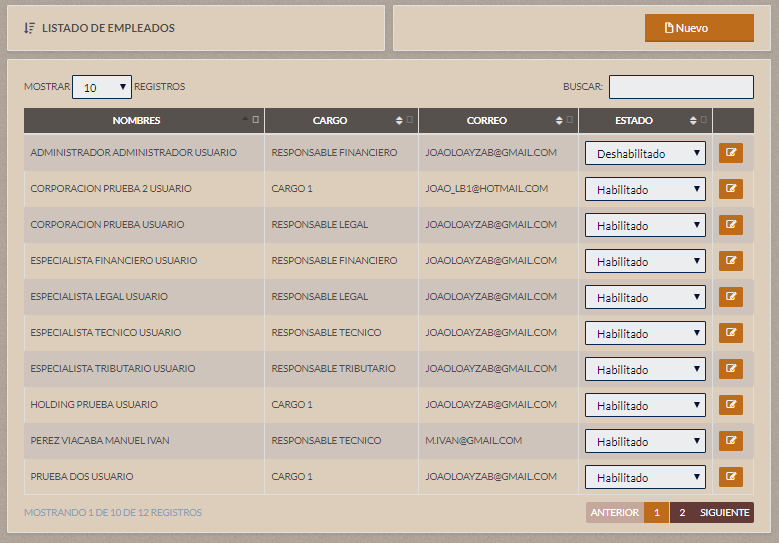 LISTADO DE EMPLEADOS
Nuevo
MOSTRAR 10 REGISTROS
BUSCAR:
NOMBRES CARGO CORREO ESTADO
ADMINISTRADOR ADMINISTRADOR USUARIO RESPONSABLE FINANCIERO JOAOLOAYZAB@GMAIL.COM Deshabilitado
CORPORACION PRUEBA 2 USUARIO CARGO 1 JOAO_LB1@HOTMAIL.COM Habilitado
CORPORACION PRUEBA USUARIO RESPONSABLE LEGAL JOAOLOAYZAB@GMAIL.COM Habilitado
ESPECIALISTA FINANCIERO USUARIO RESPONSABLE FINANCIERO JOAOLOAYZAB@GMAIL.COM Habilitado
ESPECIALISTA LEGAL USUARIO RESPONSABLE LEGAL JOAOLOAYZAB@GMAIL.COM Habilitado
ESPECIALISTA TECNICO USUARIO RESPONSABLE TECNICO JOAOLOAYZAB@GMAIL.COM Habilitado
ESPECIALISTA TRIBUTARIO USUARIO RESPONSABLE TRIBUTARIO JOAOLOAYZAB@GMAIL.COM Habilitado
HOLDING PRUEBA USUARIO CARGO 1 JOAOLOAYZAB@GMAIL.COM Habilitado
PEREZ VIACABA MANUEL IVAN RESPONSABLE TECNICO M.IVAN@GMAIL.COM Habilitado
PRUEBA DOS USUARIO CARGO 1 JOAOLOAYZAB@GMAIL.COM Habilitado
MOSTRANDO 1 DE 10 DE 12 REGISTROS
ANTERIOR 1 2 SIGUIENTE